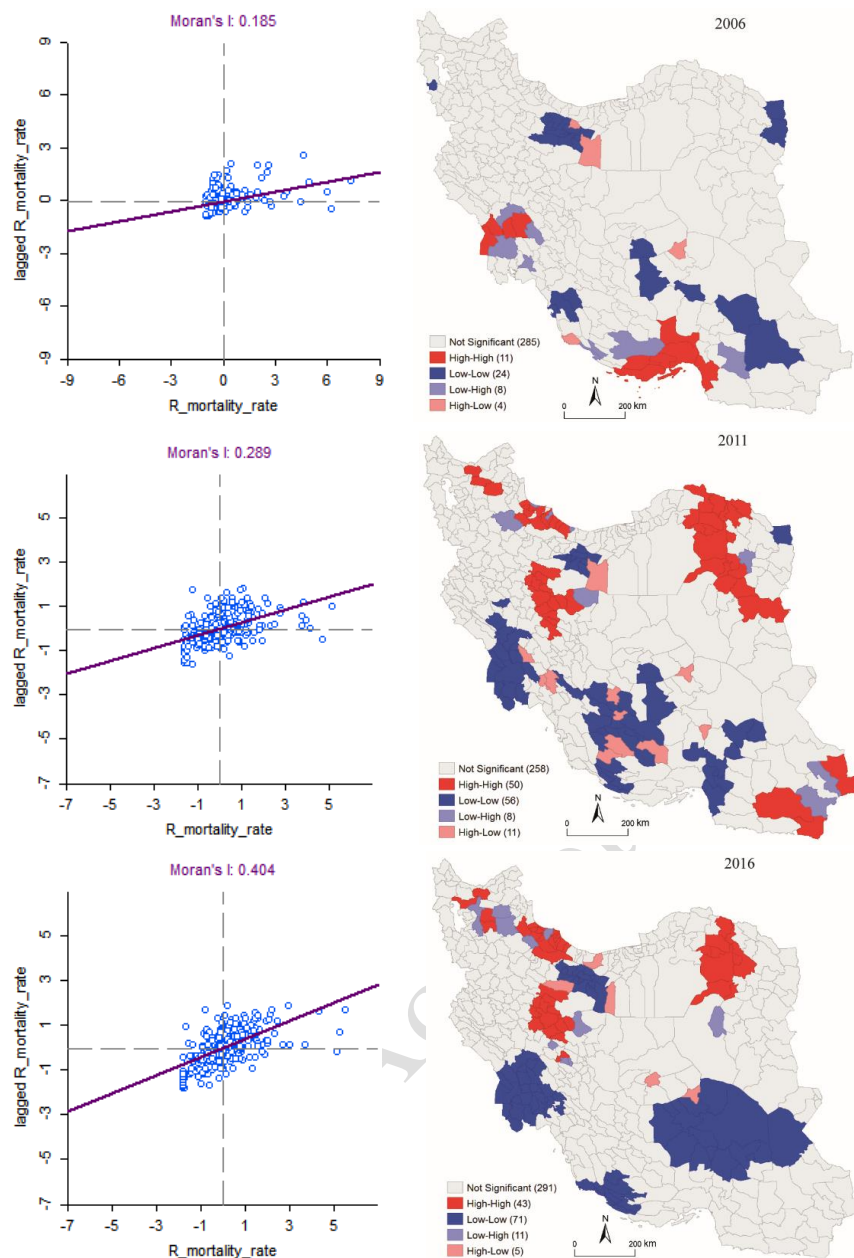 Moran's I: 0.185
9
6
3
0
-3
-6
-9
-9 -6 -3 0 3 6 9
lagged R_mortality_rate
R_mortality_rate
2006
Not Significant (285)
High-High (11)
Low-Low (24)
Low-High (8)
High-Low (4)
N
0 200 km
Moran's I: 0.289
5
3
1
-1
-3
-5
-7
-7 -5 -3 -1 1 3 5
lagged R_mortality_rate
R_mortality_rate
2011
Not Significant (258)
High-High (50)
Low-Low (56)
Low-High (8)
High-Low (11)
N
0 200 km
Moran's I: 0.404
5
3
1
-1
-3
-5
-7
-7 -5 -3 -1 1 3 5
lagged R_mortality_rate
R_mortality_rate
2016
Not Significant (291)
High-High (43)
Low-Low (71)
Low-High (11)
High-Low (5)
N
0 200 km